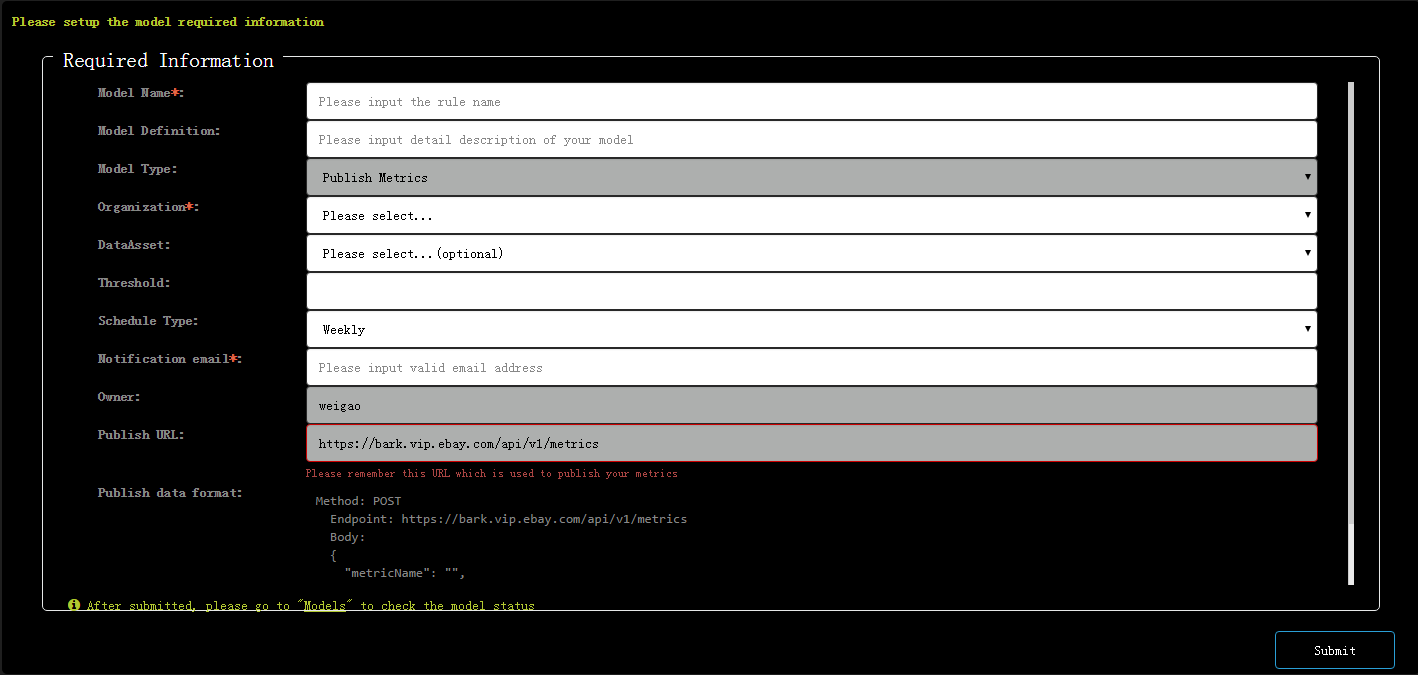 Please setup the model required information
Required Information
Model Name*:
Please input the rule name
Model Definition:
Please input detail description of your model
Model Type:
Publish Metrics
Organization*:
Please select...
DataAsset:
Please select...(optional)
Threshold:
Schedule Type:
Weekly
Notification email*:
Please input valid email address
Owner:
weigao
Publish URL:
https://bark.vip.ebay.com/api/v1/metrics
Please remember this URL which is used to publish your metrics
Publish data format:
Method: POST
Endpoint: https://bark.vip.ebay.com/api/v1/metrics
Body:
{
"metricName": "",
After submitted, please go to "Models" to check the model status
Submit